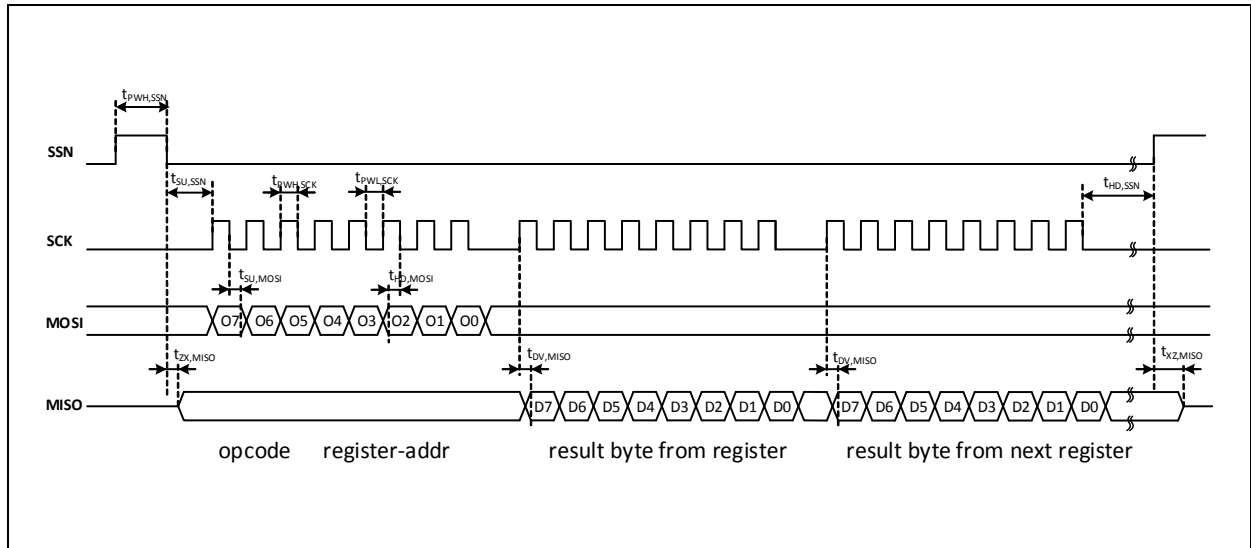 tPWH,SSN
SSN
tSU,SSN
tPWH,SCK
tPWL,SCK
tHD,SSN
SCK
tSU,MOSI
tHD,MOSI
MOSI
O7 O6 O5 O4 O3 O2 O1 O0
tZX,MISO
tDV,MISO
tDV,MISO
tXZ,MISO
MISO
D7 D6 D5 D4 D3 D2 D1 D0
D7 D6 D5 D4 D3 D2 D1 D0
opcode register-addr
result byte from register
result byte from next register